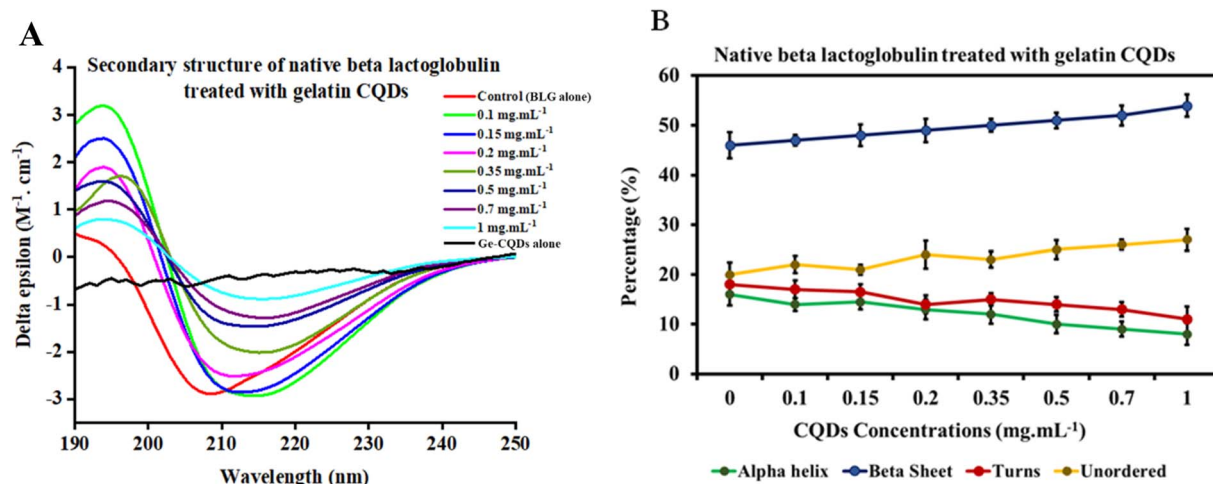 A
Secondary structure of native beta lactoglobulin
treated with gelatin CQDs
Control (BLG alone)
0.1 mg.mL⁻¹
0.15 mg.mL⁻¹
0.2 mg.mL⁻¹
0.35 mg.mL⁻¹
0.5 mg.mL⁻¹
0.7 mg.mL⁻¹
1 mg.mL⁻¹
Ge-CQDs alone
Delta epsilon (M⁻¹. cm⁻¹)
4
3
2
1
0
-1
-2
-3
190 200 210 220 230 240 250
Wavelength (nm)
B
Native beta lactoglobulin treated with gelatin CQDs
Percentage (%)
60
50
40
30
20
10
0
0 0.1 0.15 0.2 0.35 0.5 0.7 1
CQDs Concentrations (mg.mL⁻¹)
Alpha helix Beta Sheet Turns Unordered